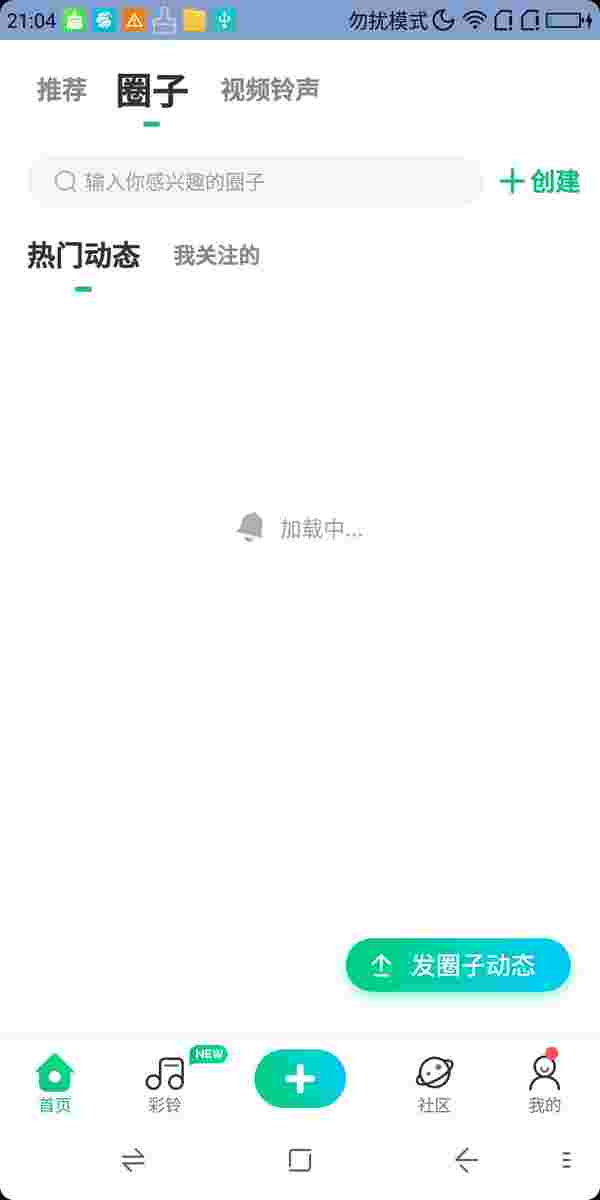 21:04 勿扰模式
推荐 圈子 视频铃声
输入你感兴趣的圈子 创建
热门动态 我关注的
加载中...
发圈子动态
NEW
首页 彩铃 社区 我的